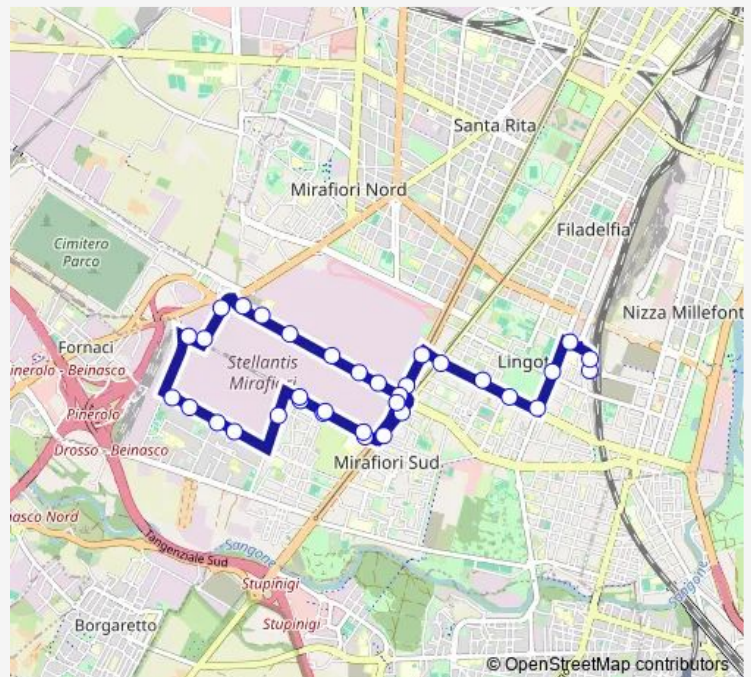 Santa Rita
Mirafiori Nord
Filadelfia
Cimitero
Parco
Nizza Millefont
Fornaci
Stellantis
Lingot
inerolo - Beinasco
Pinerolo
Drosso - Beinasco
Mirafiori Sud
nasco Nord
Tangenziale Sud
Sangone
Stupinigi
Sangone
Borgaretto
Stupinigi
© OpenStreetMap contributors